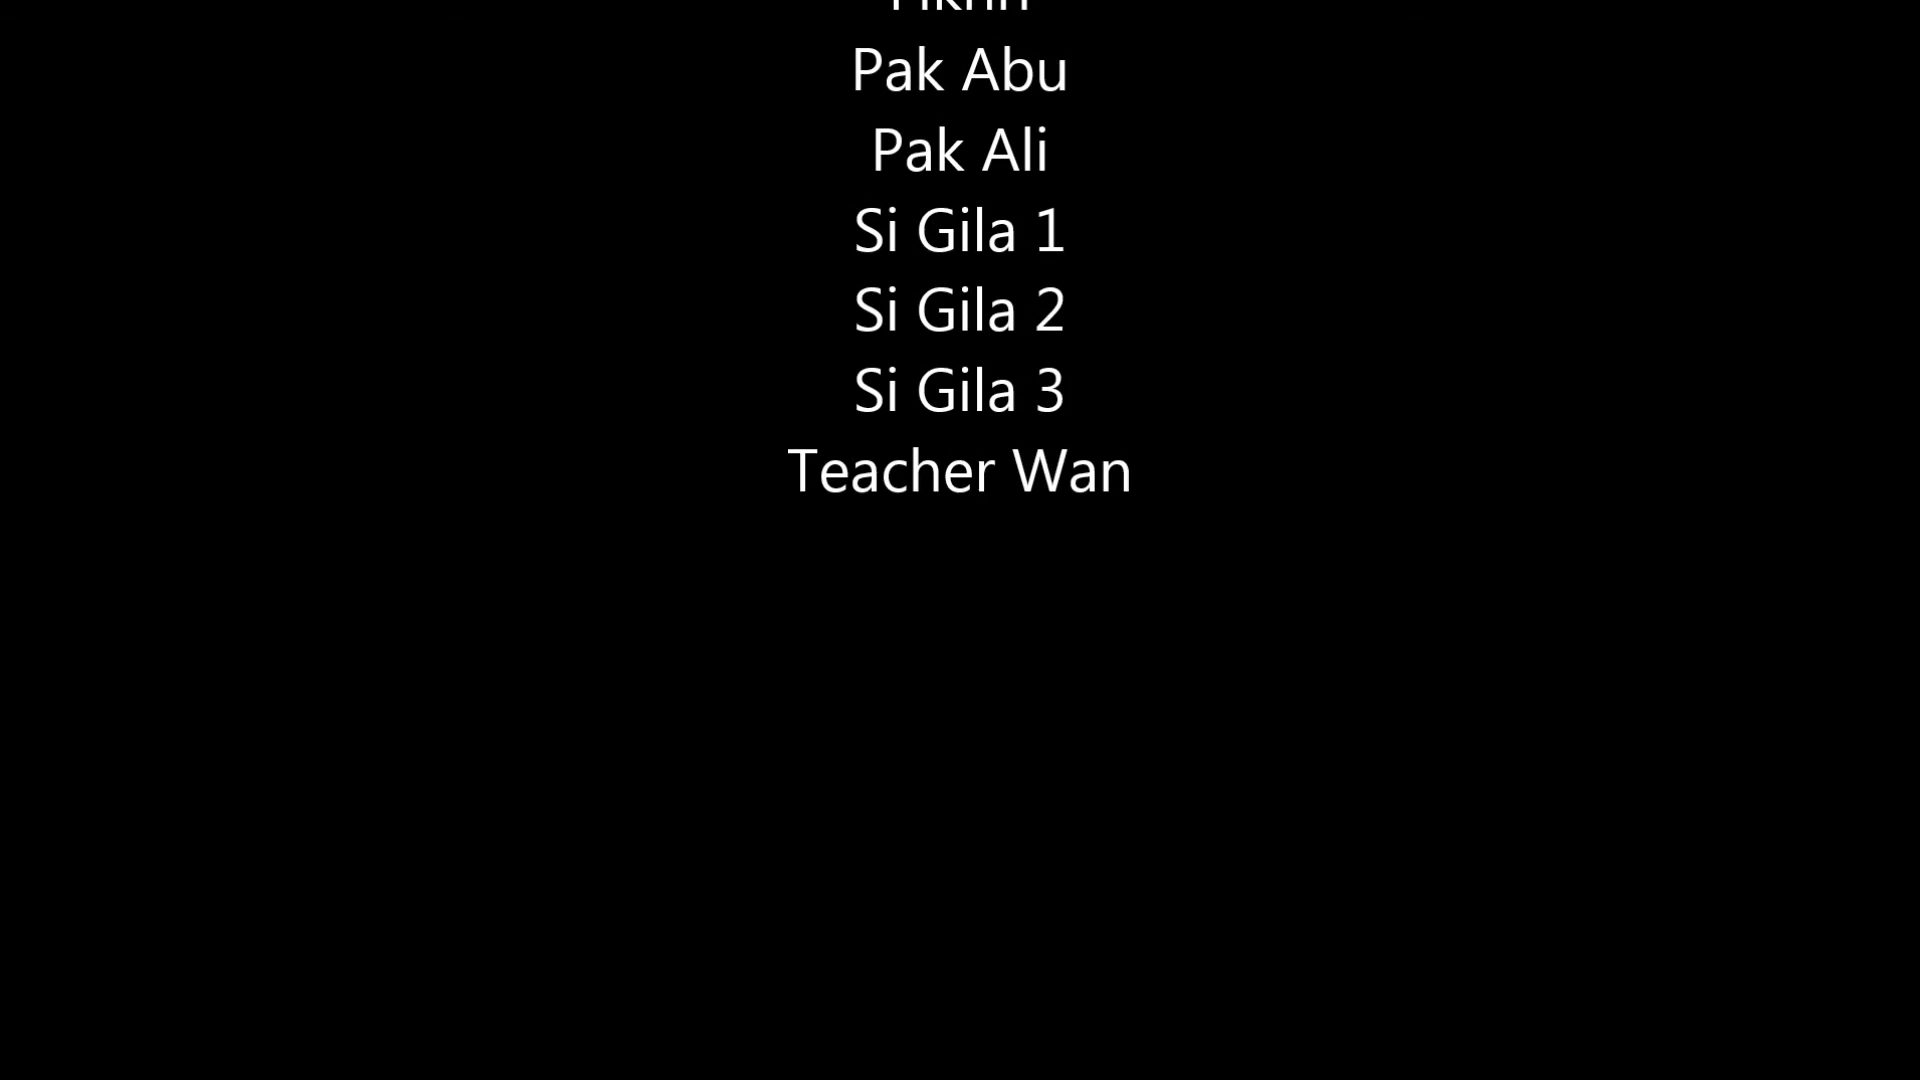 Pak Abu
Pak Ali
Si Gila 1
Si Gila 2
Si Gila 3
Teacher Wan